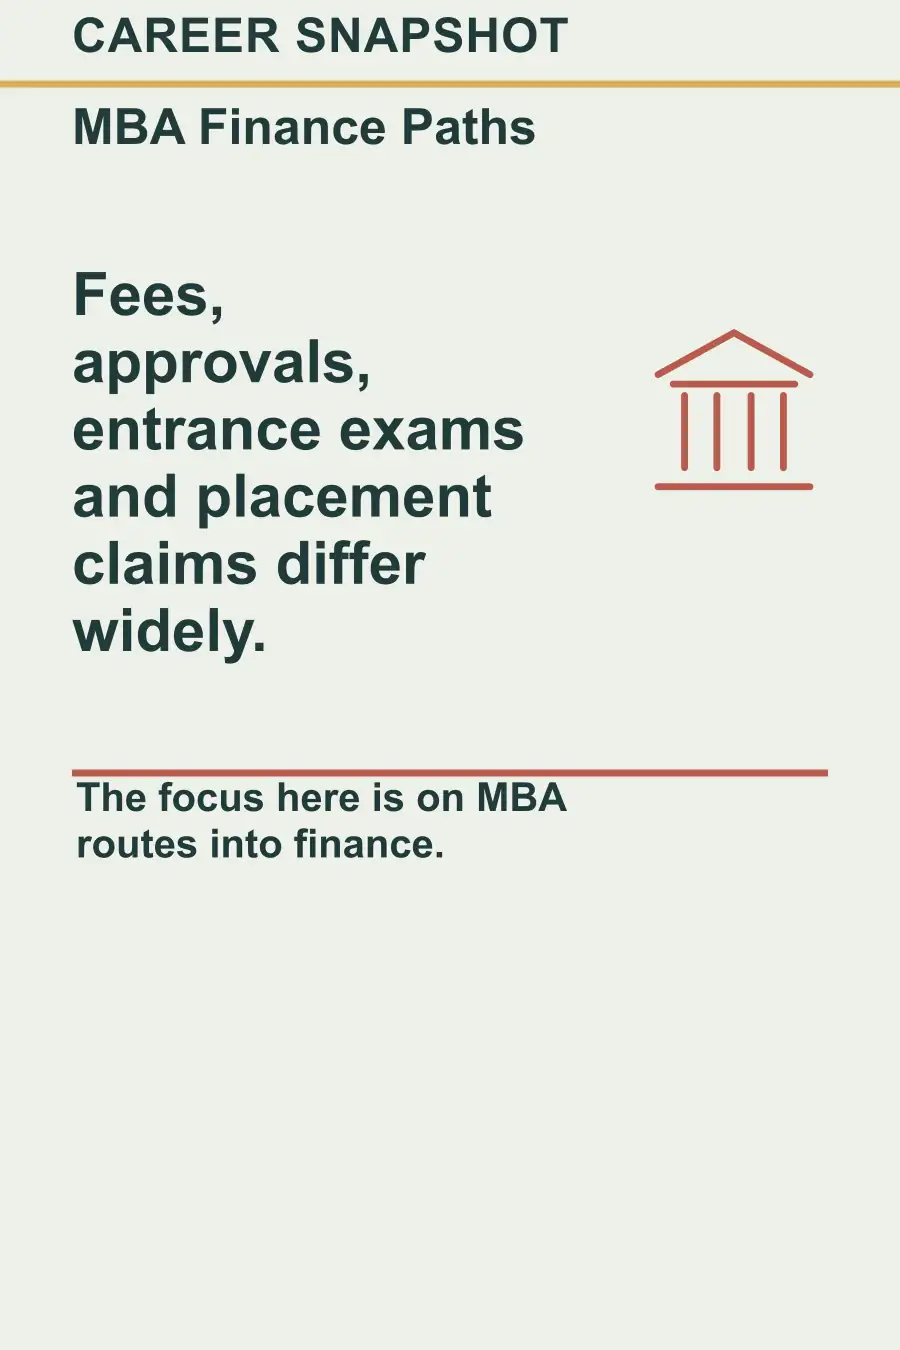 CAREER SNAPSHOT
MBA Finance Paths
Fees,
approvals,
entrance exams
and placement
claims differ
widely.
The focus here is on MBA
routes into finance.